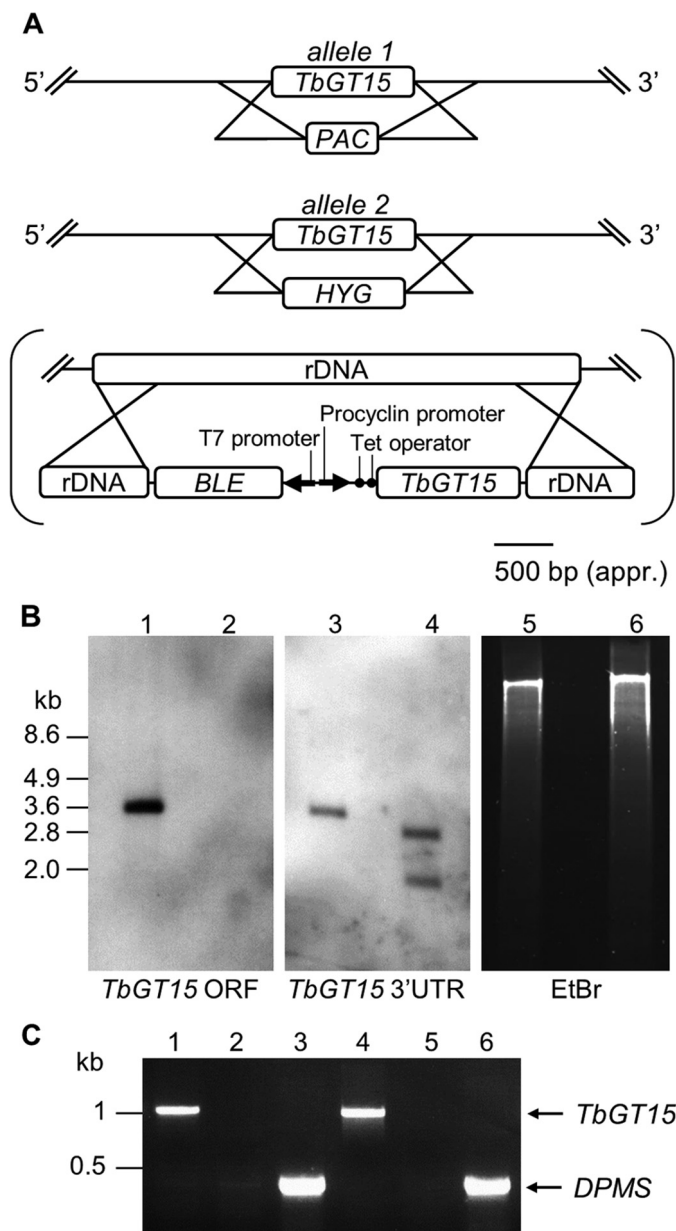 A
allele 1
5’ TbGT15 3’
PAC
allele 2
5’ TbGT15 3’
HYG
rDNA
Procyclin promoter
T7 promoter Tet operator
rDNA BLE TbGT15 rDNA
500 bp (appr.)
B
1 2 3 4 5 6
kb
8.6
4.9
3.6
2.8
2.0
TbGT15 ORF TbGT15 3’UTR EtBr
C
1 2 3 4 5 6
kb
1 TbGT15
0.5
DPMS